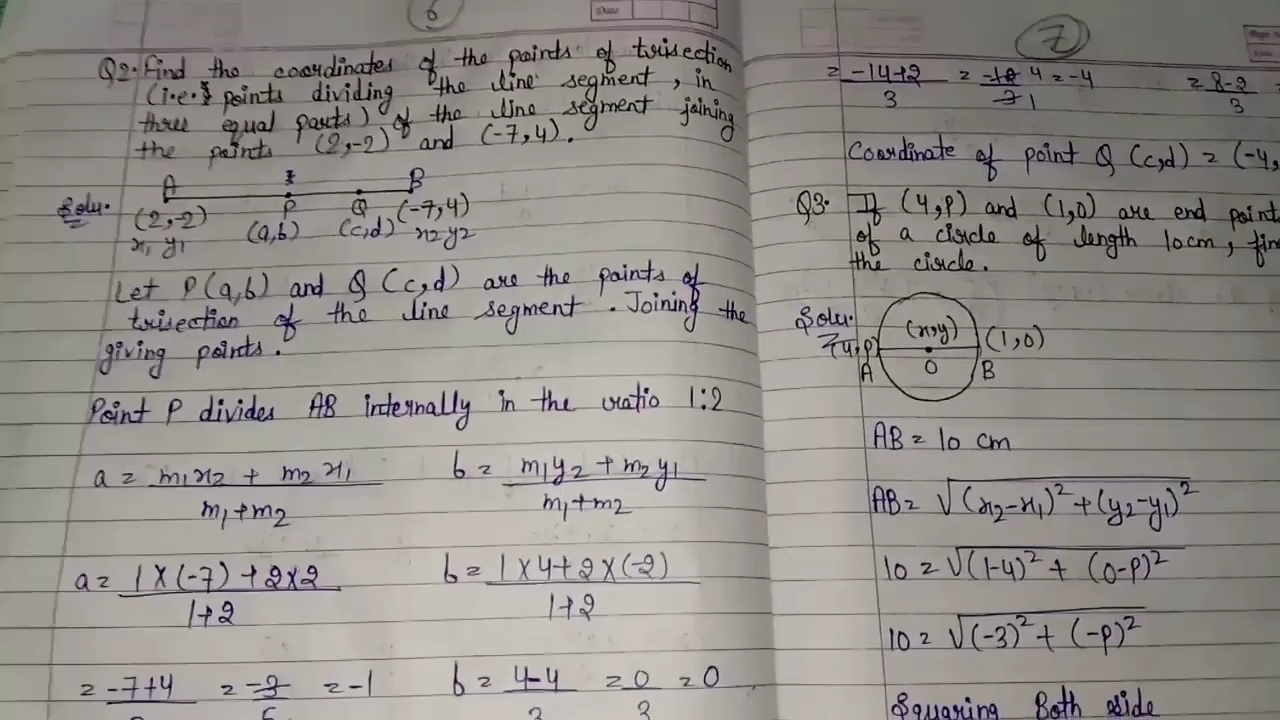 6
Q2. Find the coordinates of the points of trisection
(i.e. points dividing the line segment, in
three equal parts) of the line segment joining
the points (2,-2) and (-7,4).
Solu.
A P Q B
(2,-2) (a,b) (c,d) (-7,4)
x₁ y₁ x₂ y₂
Let P(a,b) and Q (c,d) are the points of
trisection of the line segment. Joining the
giving points.
Point P divides AB internally in the ratio 1:2
a = m₁x₂ + m₂x₁ / m₁+m₂ b = m₁y₂ + m₂y₁ / m₁+m₂
a = 1×(-7)+2×2 / 1+2 b = 1×4+2×(-2) / 1+2
= -7+4 = -3 = -1 b = 4-4 / 3 = 0 / 3 = 0
7
= -14+2 / 3 = -12 4 / 3 1 = -4 = 8-2 / 3 =
Coordinate of point Q (c,d) = (-4,
Q3. If (4,p) and (1,0) are end point
of a circle of length 10cm,
the circle.
Solu.
(x,y) (1,0)
(4,p)
A O B
AB = 10 cm
AB = √(x₂-x₁)² + (y₂-y₁)²
10 = √(1-4)² + (0-p)²
10 = √(-3)² + (-p)²
Squaring Both side